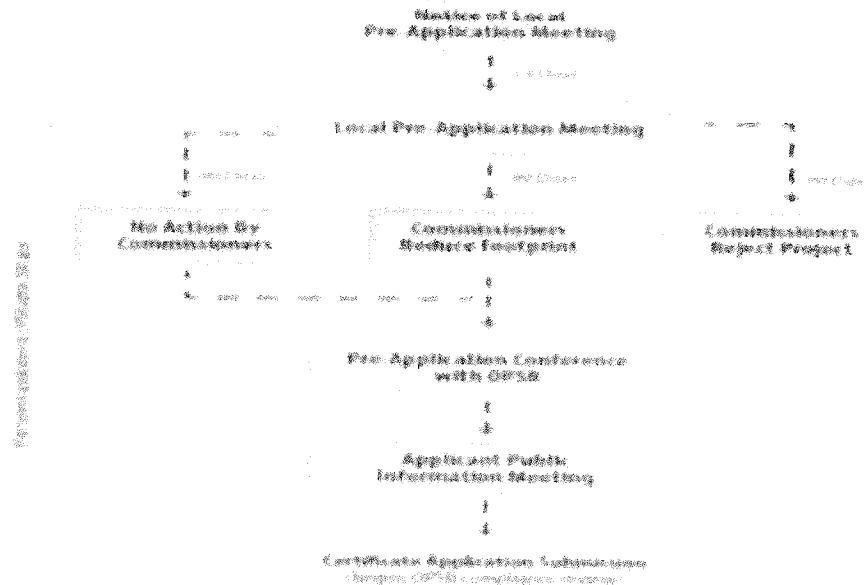 Notice of Local
Pre-Application Meeting
Local Pre-Application Meeting
No Action By
Commissioners
Commissioners
Reduce Footprint
Commissioners
Reject Project
Pre-Application Conference
with OPSB
Applicant Public
Information Meeting
Certificate Application Submission